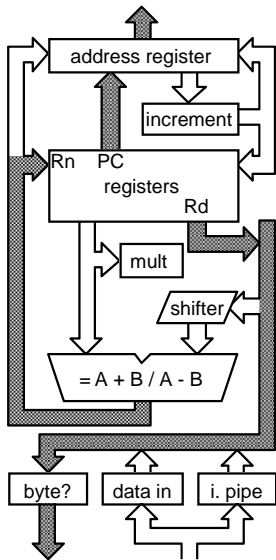 address register
increment
Rn PC
registers
Rd
mult
shifter
= A + B / A - B
byte? data in i. pipe